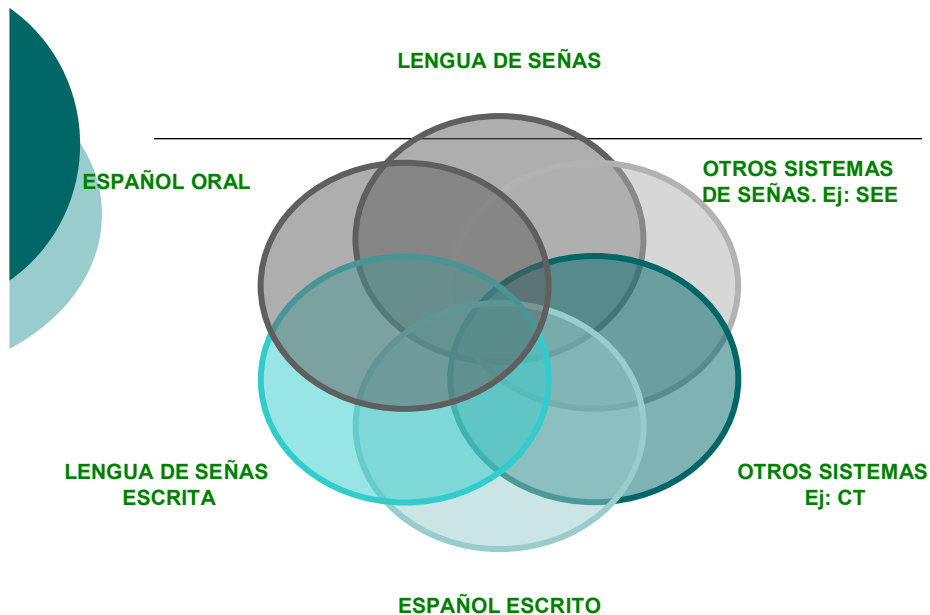 LENGUA DE SEÑAS
ESPAÑOL ORAL
OTROS SISTEMAS
DE SEÑAS. Ej: SEE
LENGUA DE SEÑAS
ESCRITA
OTROS SISTEMAS
Ej: CT
ESPAÑOL ESCRITO